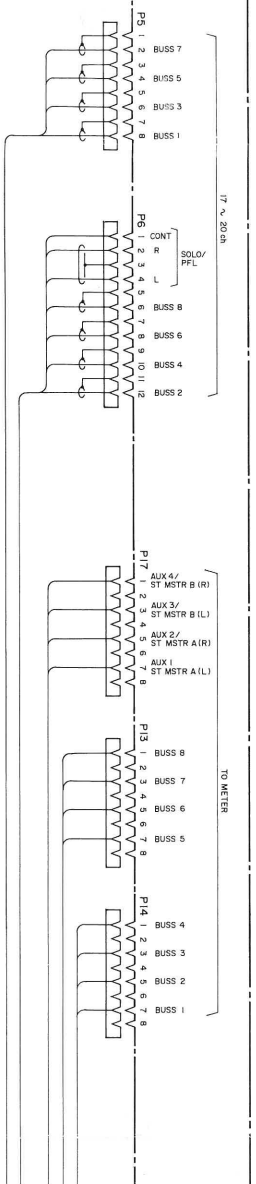 17 ~ 20 ch
P5
1
2 BUSS 7
3
4 BUSS 5
5
6 BUSS 3
7
8 BUSS 1
P6
1 CONT
2 R
3
4 L
SOLO/
PFL
5
6 BUSS 8
7
8 BUSS 6
9
10 BUSS 4
11
12 BUSS 2
TO METER
P17
1 AUX 4/
ST MSTR B (R)
2
3 AUX 3/
ST MSTR B (L)
4
5 AUX 2/
ST MSTR A (R)
6
7 AUX 1
ST MSTR A (L)
8
P13
1 BUSS 8
2
3 BUSS 7
4
5 BUSS 6
6
7 BUSS 5
8
P14
1 BUSS 4
2
3 BUSS 3
4
5 BUSS 2
6
7 BUSS 1
8